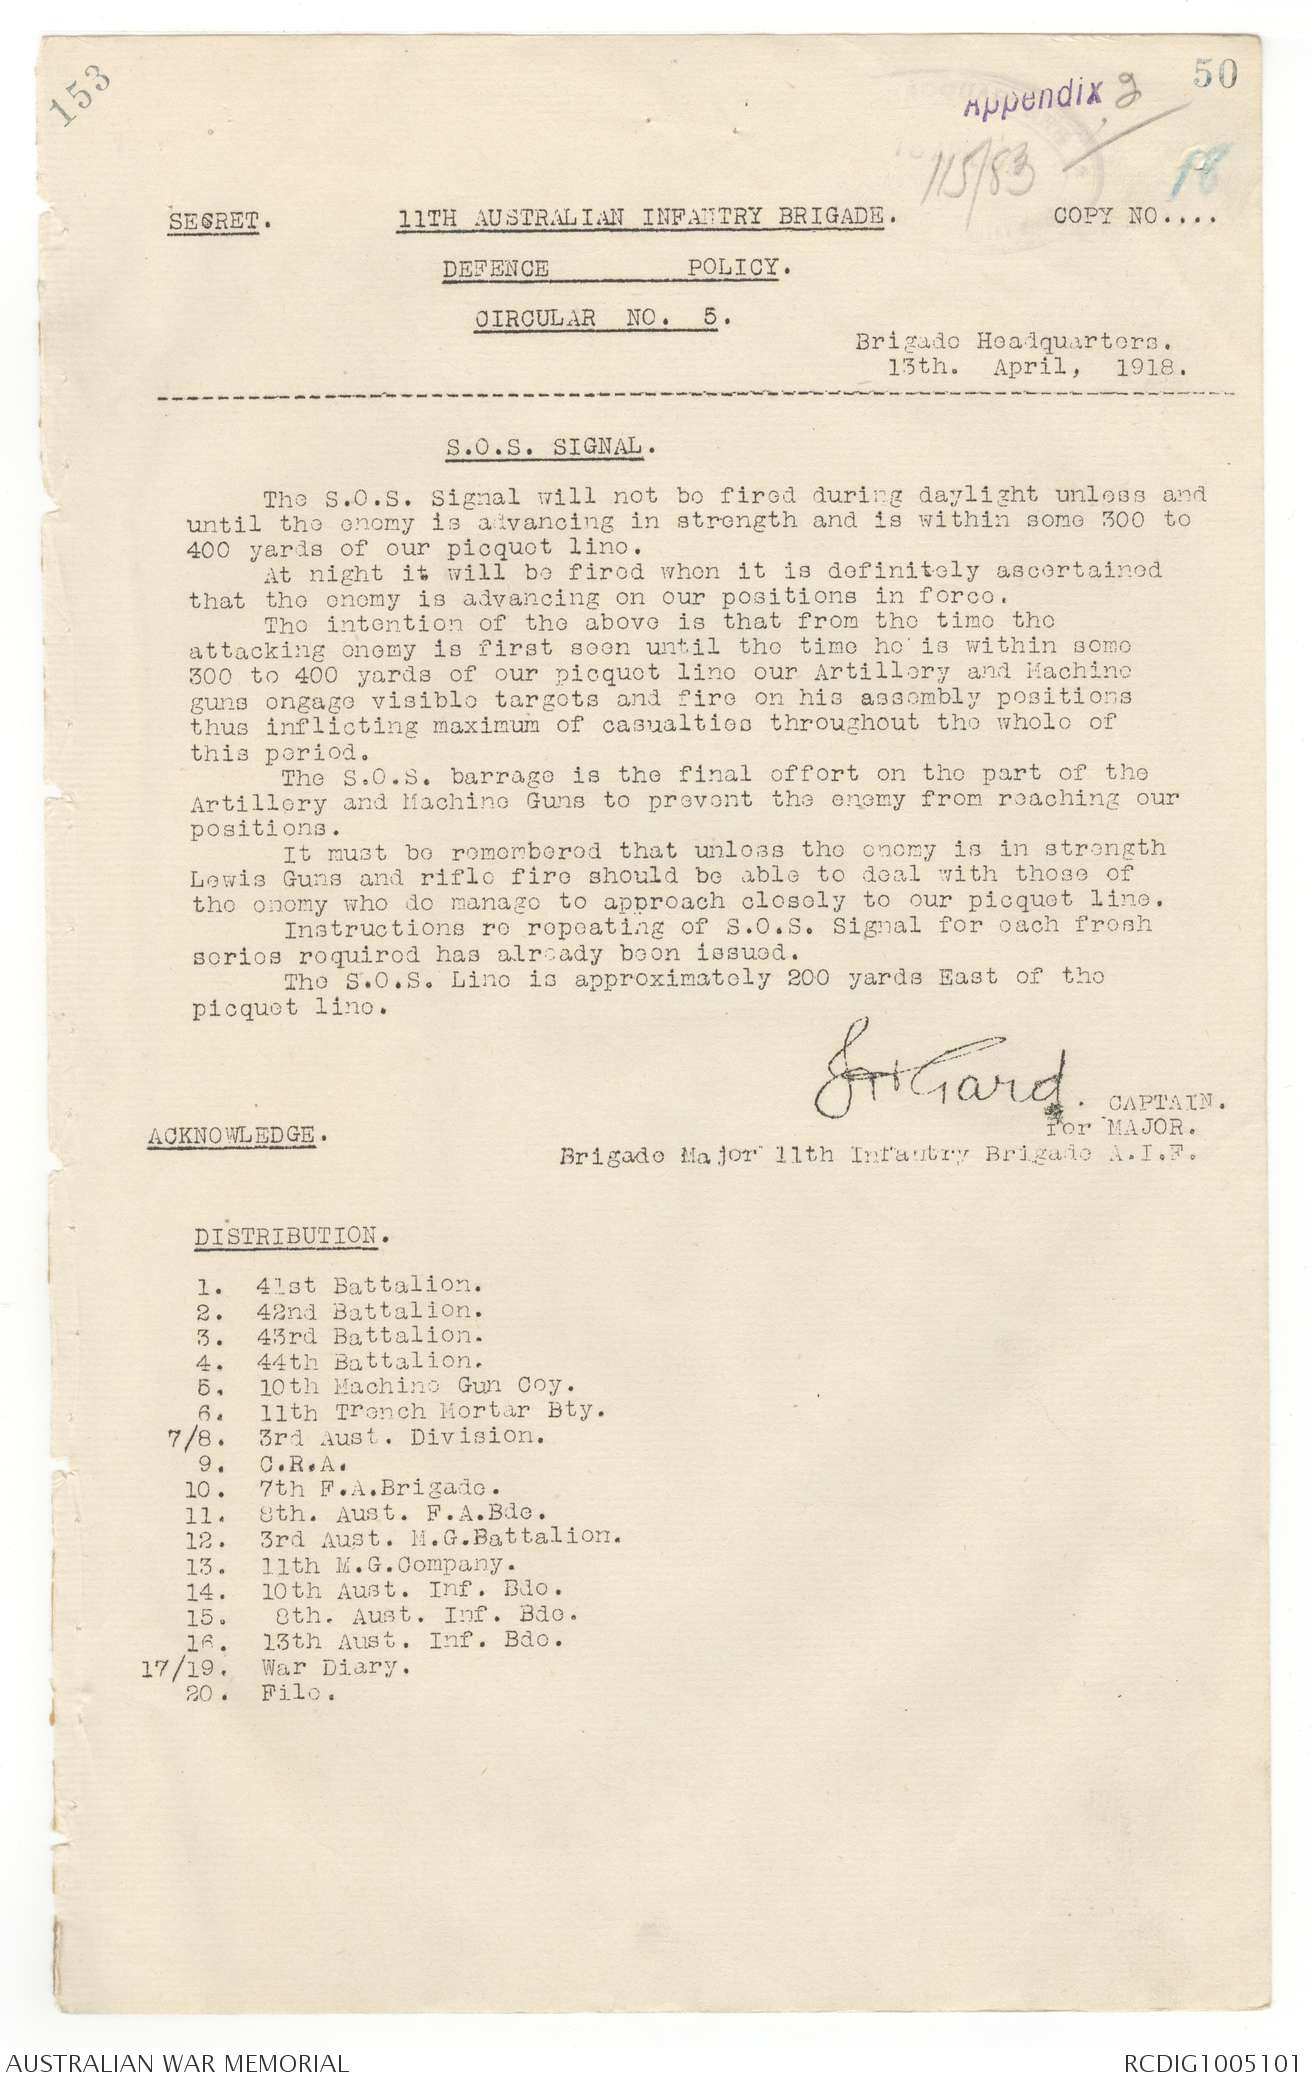 153
50
Appendix 2
115/83
18
SECRET. 11TH AUSTRALIAN INFANTRY BRIGADE. COPY NO....
DEFENCE POLICY.
CIRCULAR NO. 5.
Brigade Headquarters.
13th. April, 1918.
S.O.S. SIGNAL.
The S.O.S. Signal will not be fired during daylight unless and
until the enemy is advancing in strength and is within some 300 to
400 yards of our picquet line.
At night it will be fired when it is definitely ascertained
that the enemy is advancing on our positions in force.
The intention of the above is that from the time the
attacking enemy is first seen until the time he is within some
300 to 400 yards of our picquet line our Artillery and Machine
guns engage visible targets and fire on his assembly positions
thus inflicting maximum of casualties throughout the whole of
this period.
The S.O.S. barrage is the final effort on the part of the
Artillery and Machine Guns to prevent the enemy from reaching our
positions.
It must be remembered that unless the enemy is in strength
Lewis Guns and rifle fire should be able to deal with those of
the enemy who do manage to approach closely to our picquet line.
Instructions re repeating of S.O.S. Signal for each fresh
series required has already been issued.
The S.O.S. Line is approximately 200 yards East of the
picquet line.
Gard. CAPTAIN.
for MAJOR.
ACKNOWLEDGE.
Brigade Major 11th Infantry Brigade A.I.F.
DISTRIBUTION.
1. 41st Battalion.
2. 42nd Battalion.
3. 43rd Battalion.
4. 44th Battalion.
5. 10th Machine Gun Coy.
6. 11th Trench Mortar Bty.
7/8. 3rd Aust. Division.
9. C.R.A.
10. 7th F.A.Brigade.
11. 8th. Aust. F.A.Bde.
12. 3rd Aust. M.G.Battalion.
13. 11th M.G.Company.
14. 10th Aust. Inf. Bde.
15. 8th. Aust. Inf. Bde.
16. 13th Aust. Inf. Bde.
17/19. War Diary.
20. File.
AUSTRALIAN WAR MEMORIAL RCDIG1005101